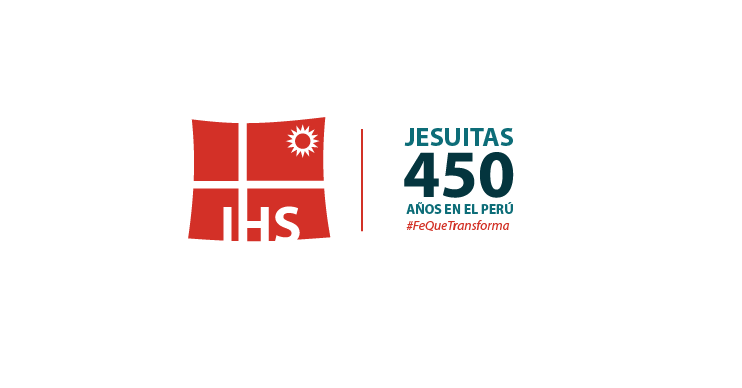 IHS
JESUITAS
450
AÑOS EN EL PERÚ
#FeQueTransforma